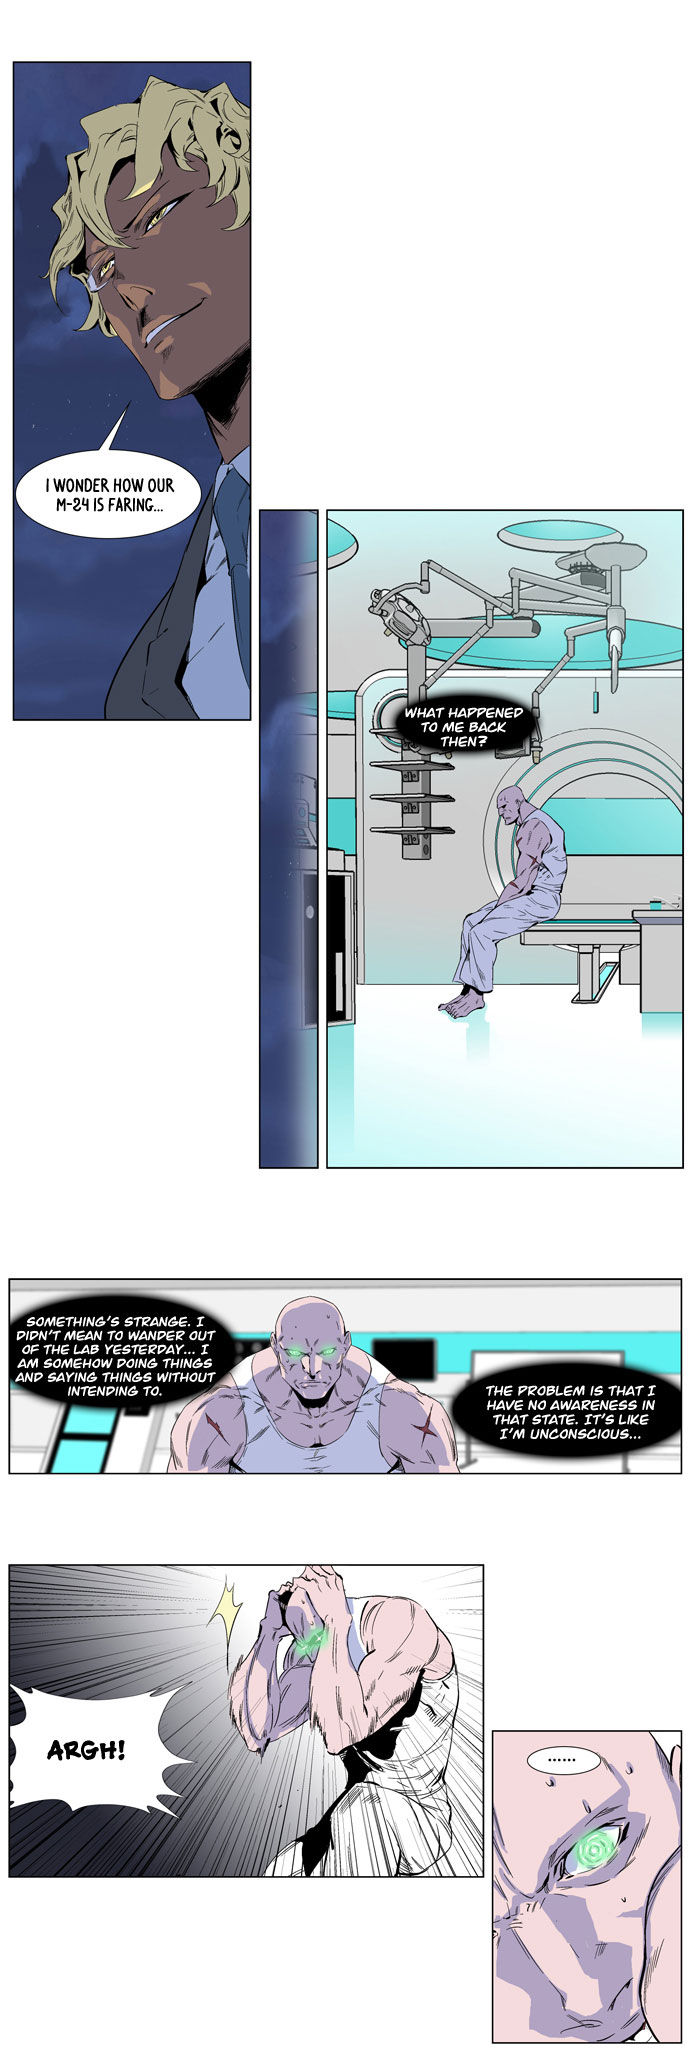 I WONDER HOW OUR
M-24 IS FARING...
WHAT HAPPENED
TO ME BACK
THEN?
SOMETHING'S STRANGE. I
DIDN'T MEAN TO WANDER OUT
OF THE LAB YESTERDAY... I
AM SOMEHOW DOING THINGS
AND SAYING THINGS WITHOUT
INTENDING TO.
THE PROBLEM IS THAT I
HAVE NO AWARENESS IN
THAT STATE. IT'S LIKE
I'M UNCONSCIOUS...
ARGH!
......